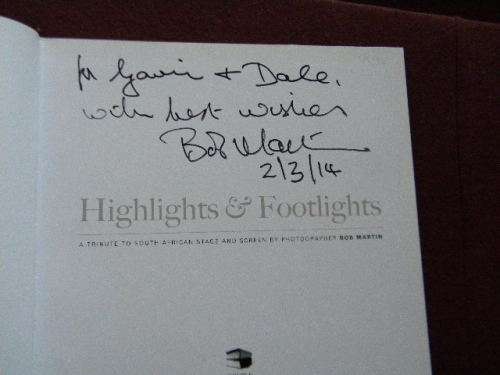 for Gavin + Dale,
with best wishes
Bob Martin
2/3/14
Highlights & Footlights
A TRIBUTE TO SOUTH AFRICAN STAGE AND SCREEN BY PHOTOGRAPHER BOB MARTIN